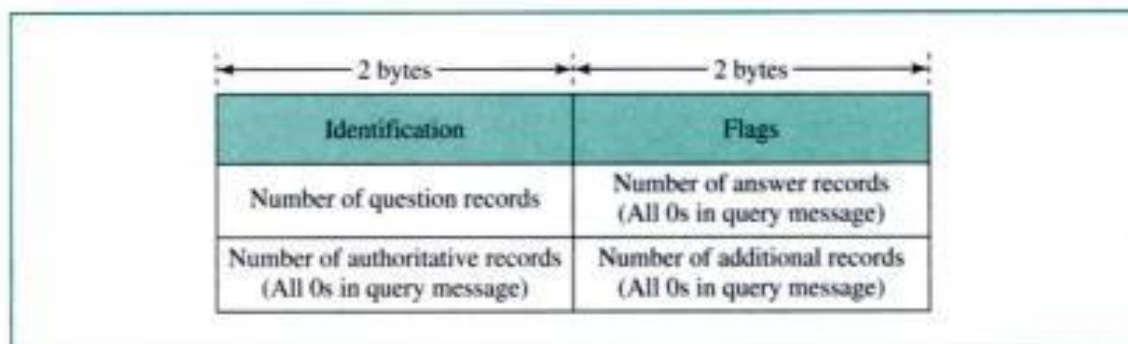 2 bytes 2 bytes
Identification Flags
Number of question records
Number of answer records
(All 0s in query message)
Number of authoritative records
(All 0s in query message)
Number of additional records
(All 0s in query message)